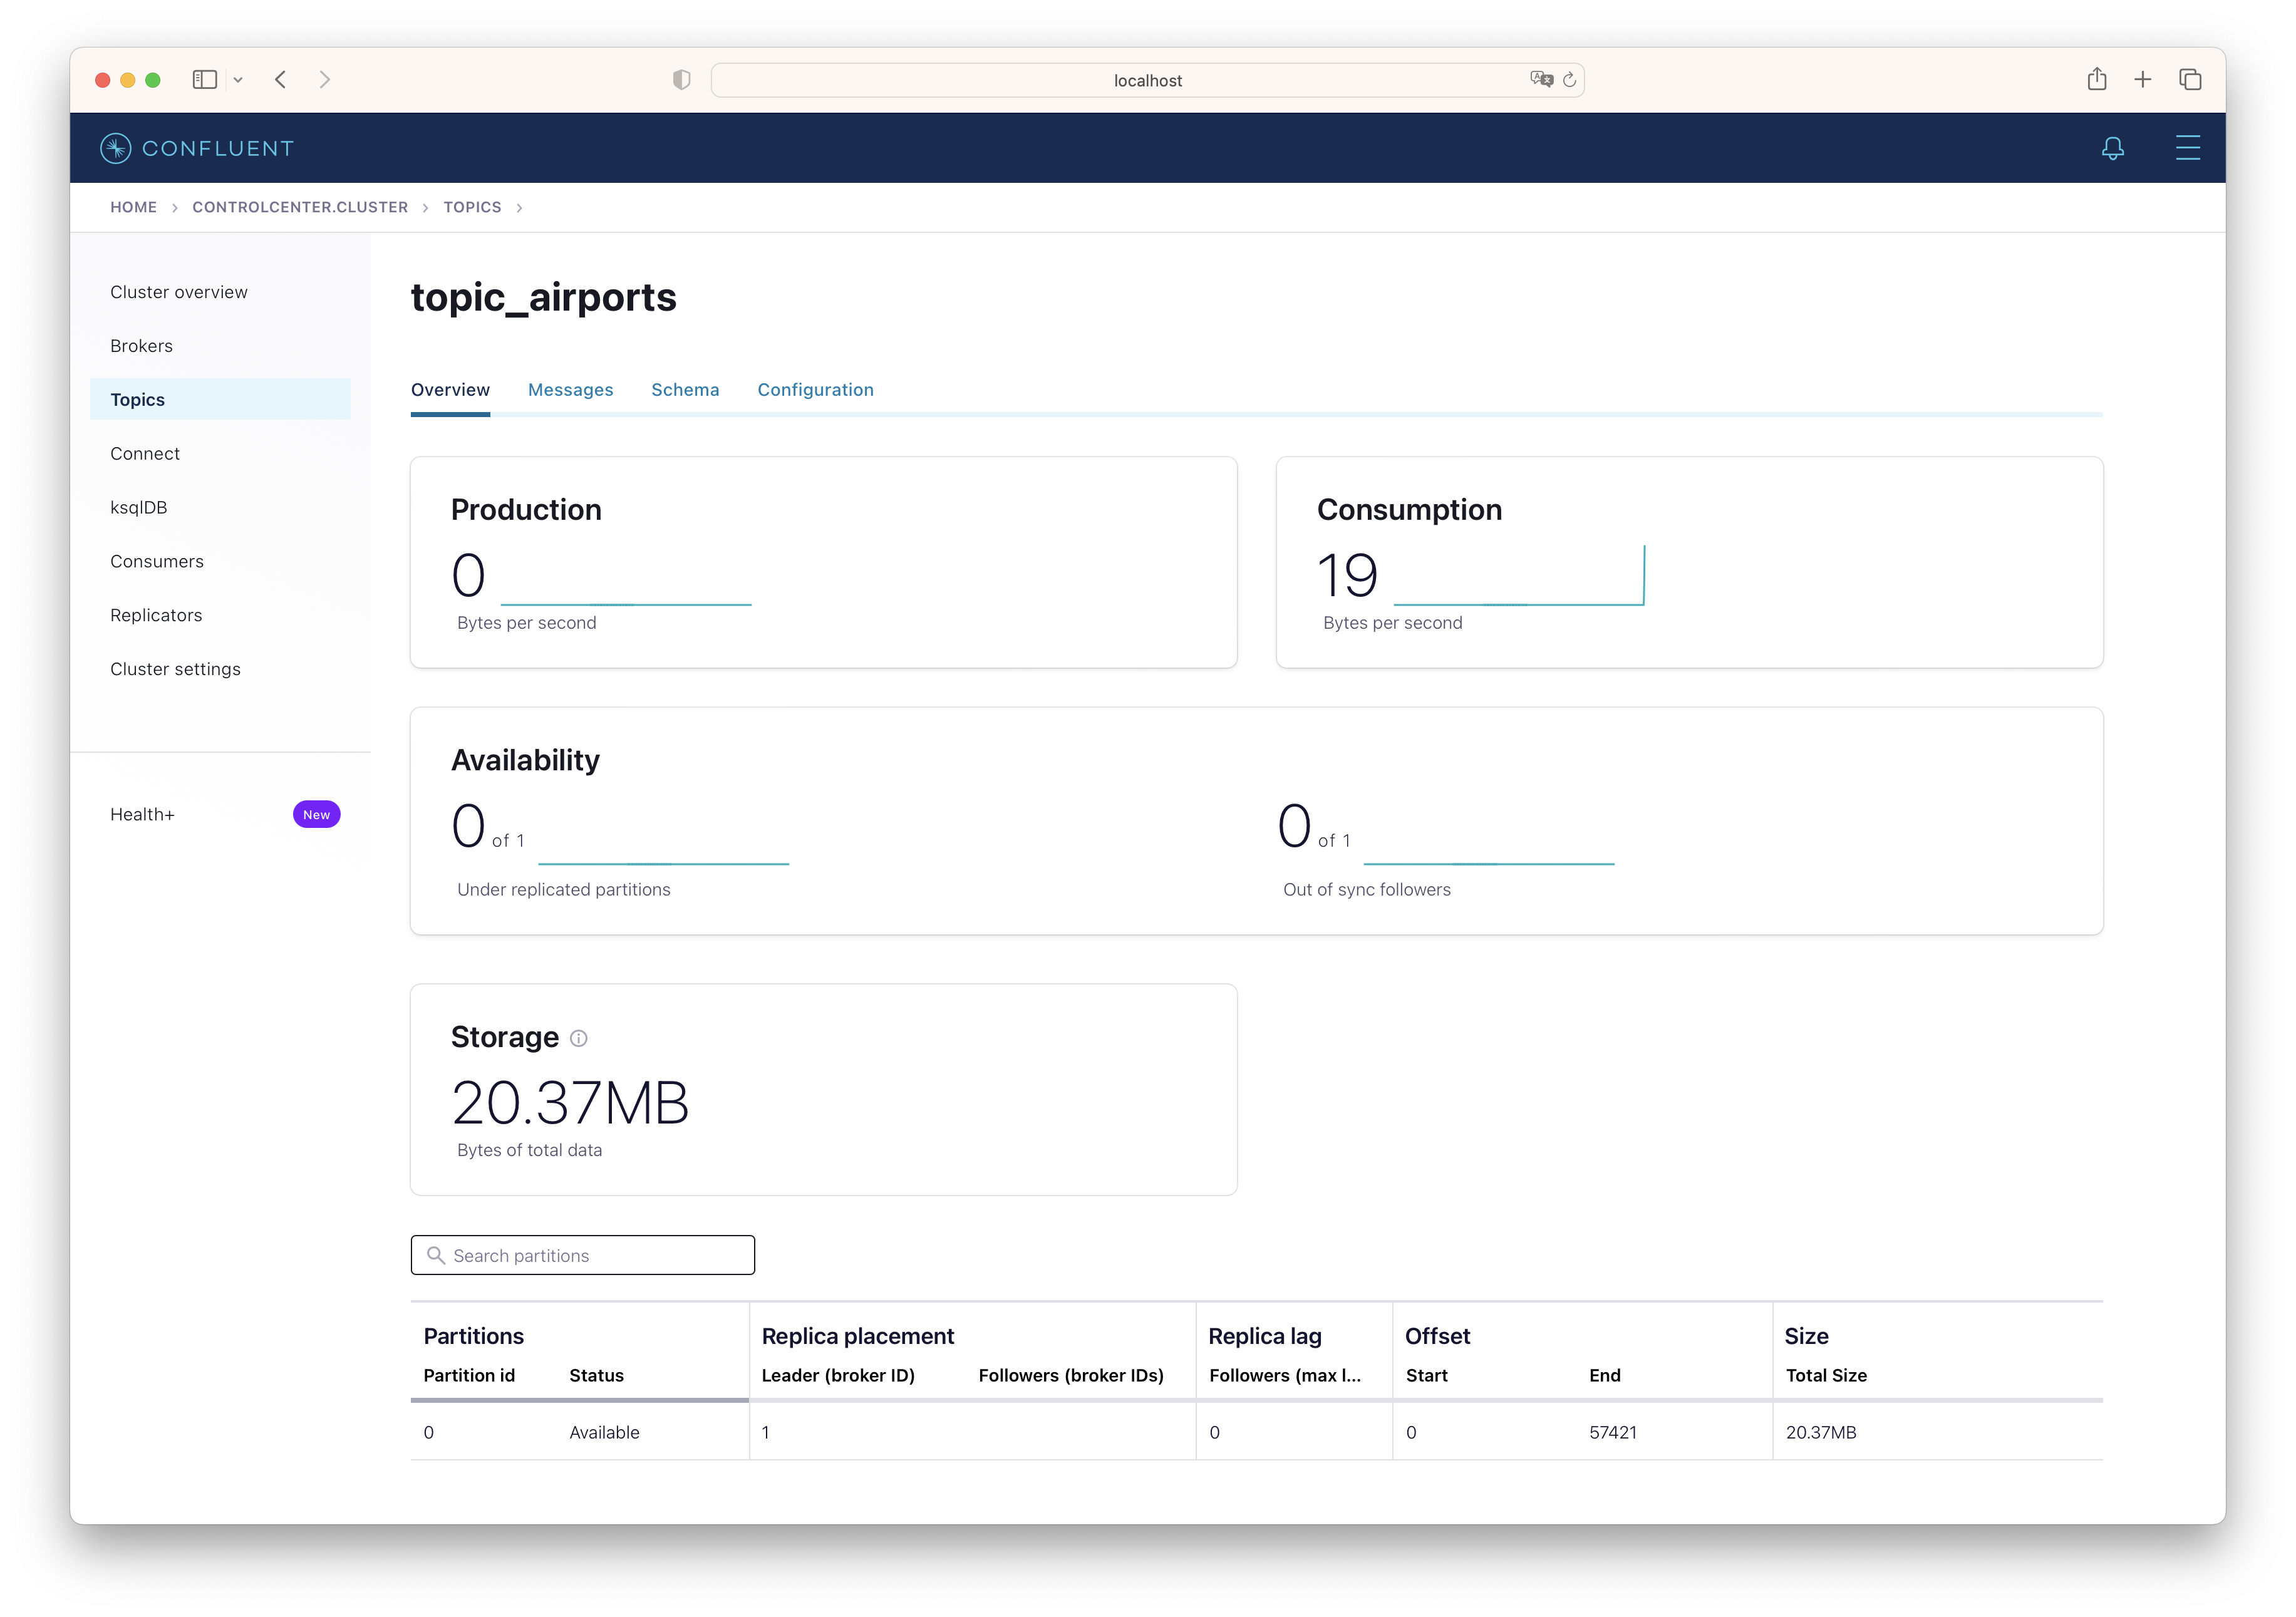 localhost
CONFLUENT
HOME > CONTROLCENTER.CLUSTER > TOPICS >
Cluster overview
Brokers
Topics
Connect
ksqlDB
Consumers
Replicators
Cluster settings
Health+ New
topic_airports
Overview Messages Schema Configuration
Production
0
Bytes per second
Consumption
19
Bytes per second
Availability
0 of 1
Under replicated partitions
0 of 1
Out of sync followers
Storage
20.37MB
Bytes of total data
Search partitions
Partitions Replica placement Replica lag Offset Size
Partition id Status Leader (broker ID) Followers (broker IDs) Followers (max l... Start End Total Size
0 Available 1 0 0 57421 20.37MB